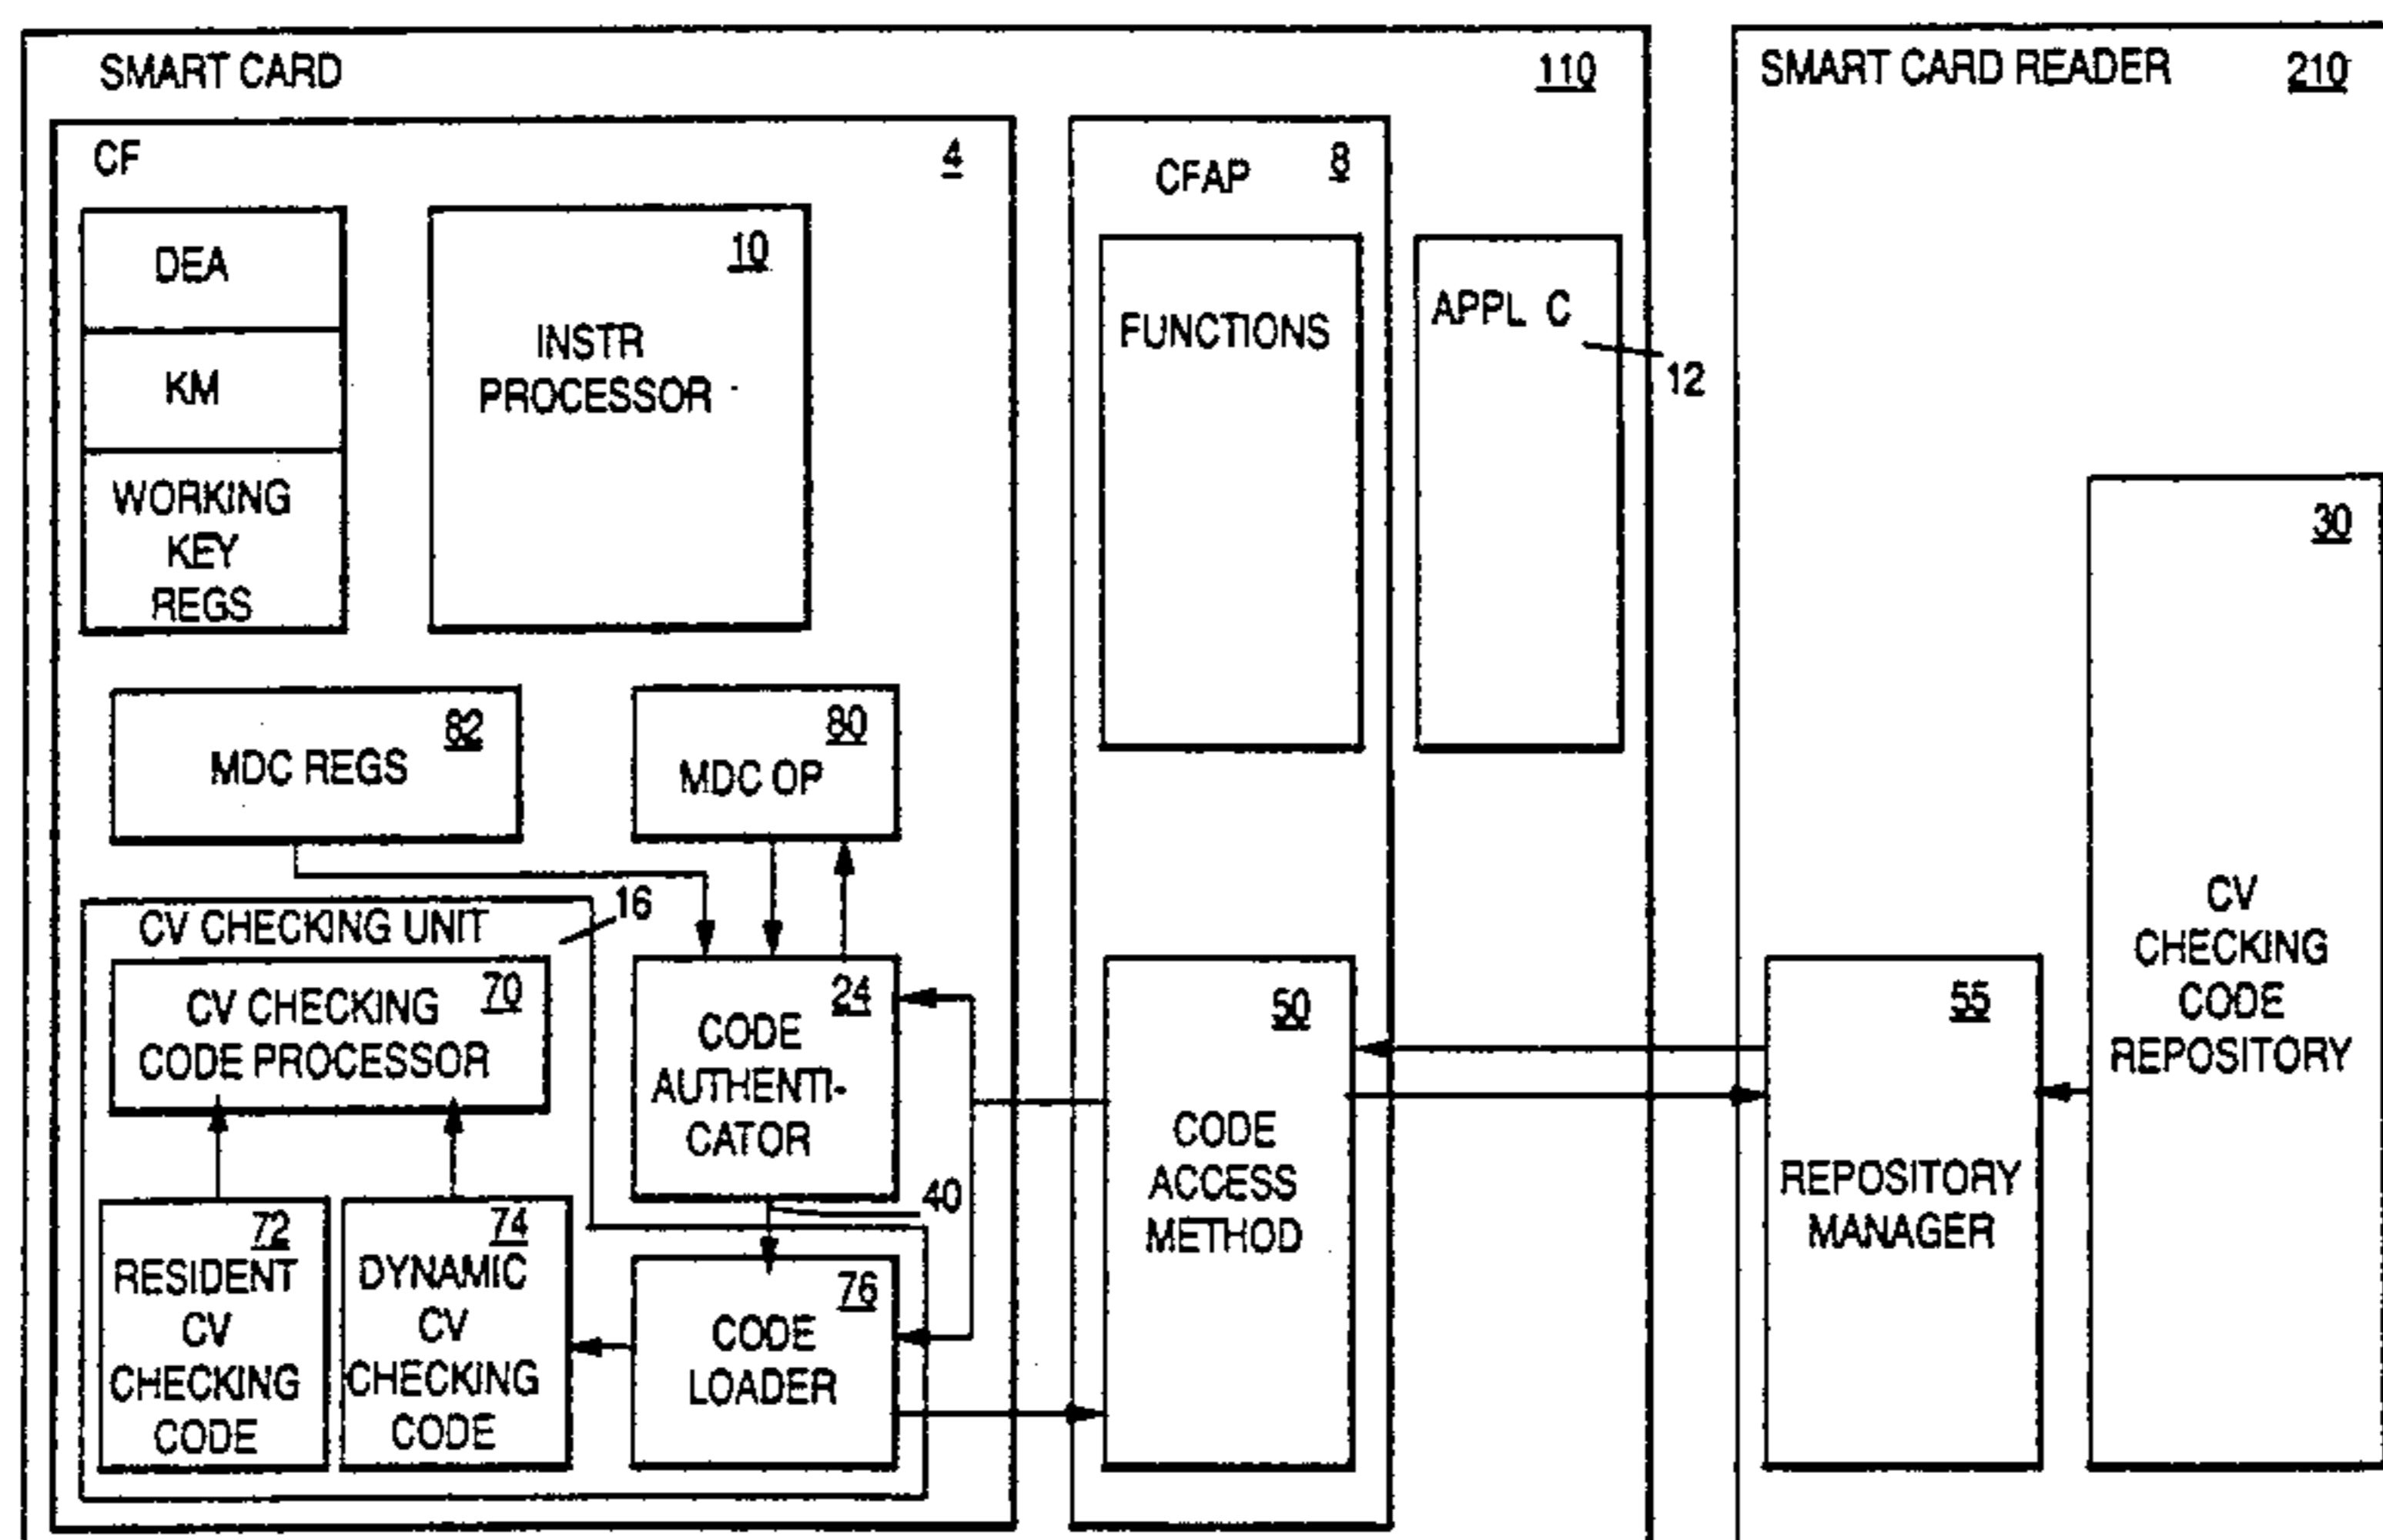 SMART CARD 110
CF 4
DEA
KM
WORKING
KEY
REGS
10
INSTR
PROCESSOR
82
MDC REGS
80
MDC OP
CV CHECKING UNIT 16
70
CV CHECKING
CODE PROCESSOR
24
CODE
AUTHENTI-
CATOR
40
72
RESIDENT
CV
CHECKING
CODE
74
DYNAMIC
CV
CHECKING
CODE
76
CODE
LOADER
CFAP 8
FUNCTIONS
APPL C
12
50
CODE
ACCESS
METHOD
SMART CARD READER 210
55
REPOSITORY
MANAGER
30
CV
CHECKING
CODE
REPOSITORY